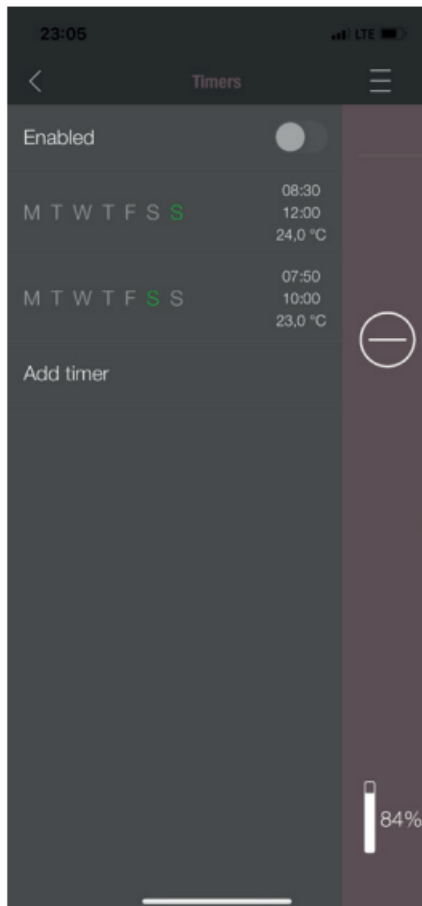 23:05 LTE
Timers
Enabled
M T W T F S S
08:30
12:00
24,0 °C
M T W T F S S
07:50
10:00
23,0 °C
Add timer
84%